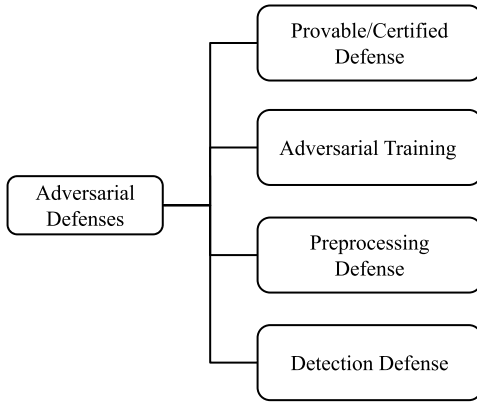 Provable/Certified
Defense
Adversarial Training
Adversarial
Defenses
Preprocessing
Defense
Detection Defense